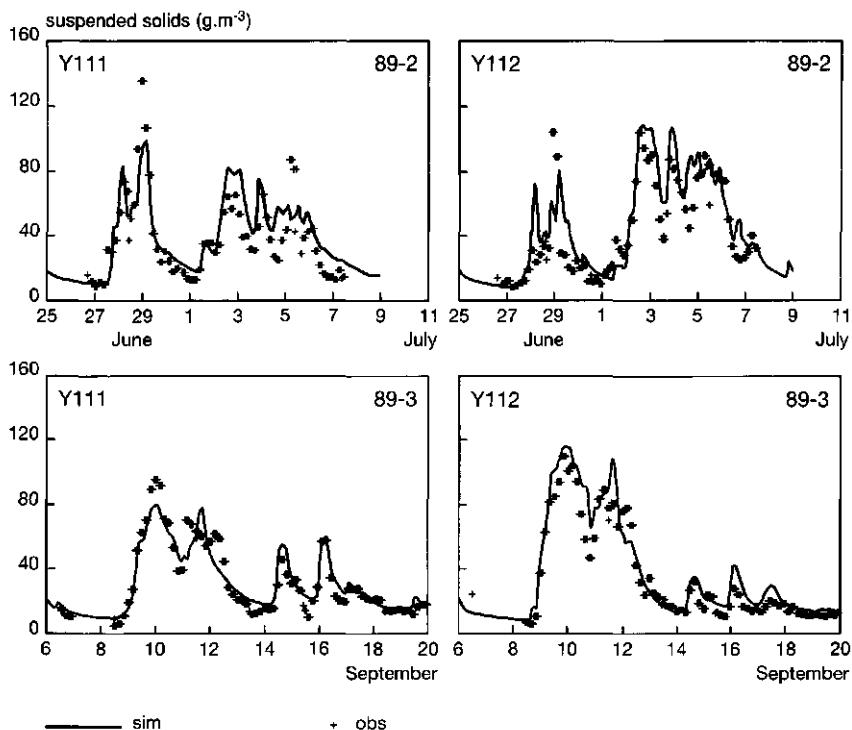 suspended solids (g.m⁻³)
160
120
80
40
0
Y111 89-2
25 27 29 1 3 5 7 9 11
June July
Y112 89-2
25 27 29 1 3 5 7 9 11
June July
160
120
80
40
0
Y111 89-3
6 8 10 12 14 16 18 20
September
Y112 89-3
6 8 10 12 14 16 18 20
September
sim + obs